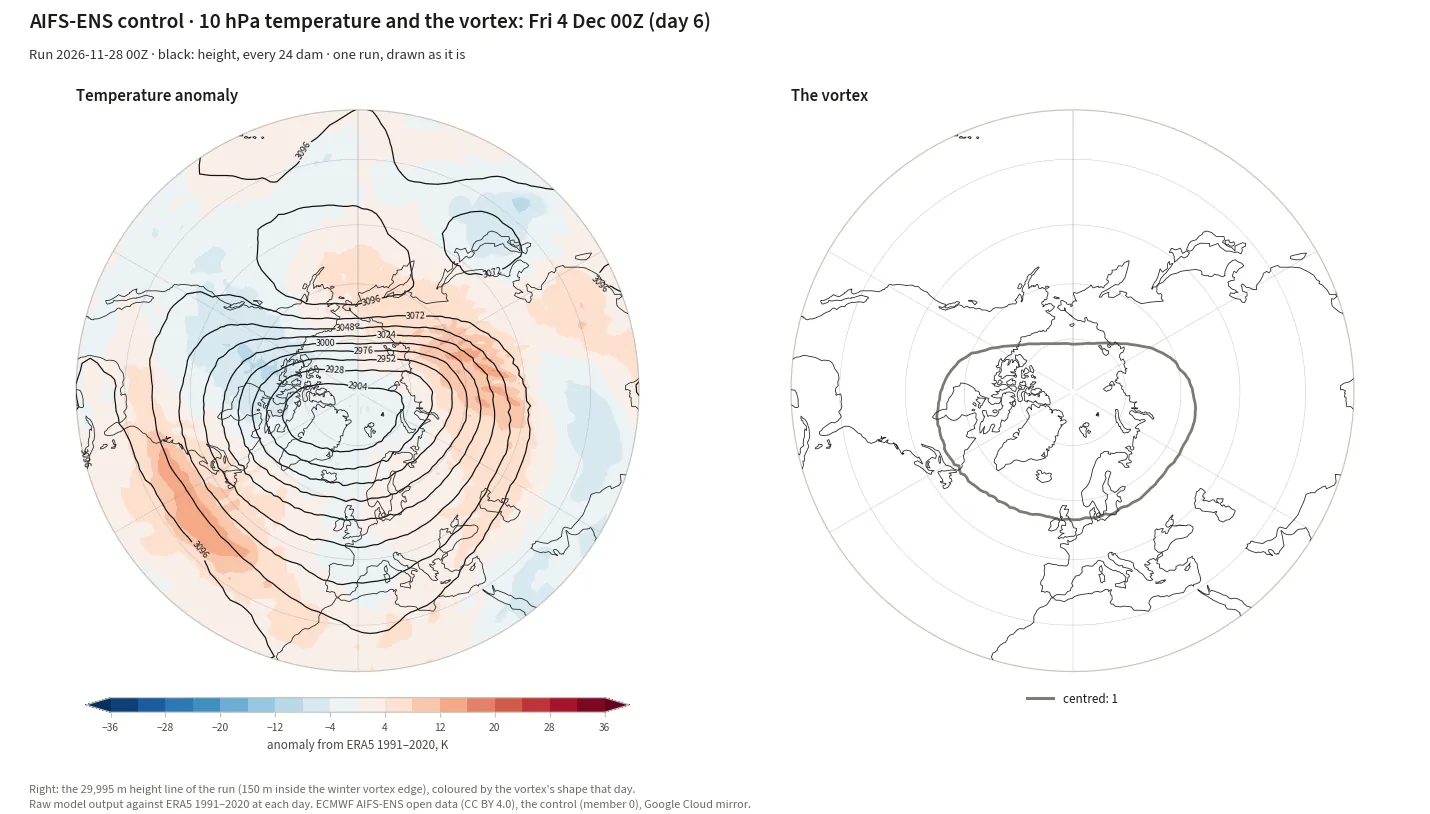 AIFS-ENS control · 10 hPa temperature and the vortex: Fri 4 Dec 00Z (day 6)
Run 2026-11-28 00Z · black: height, every 24 dam · one run, drawn as it is
Temperature anomaly
The vortex
3096
3072
3096
3096
3072
3048
3024
3000
2976
2952
2928
2904
3096
centred: 1
−36 −28 −20 −12 −4 4 12 20 28 36
anomaly from ERA5 1991–2020, K
Right: the 29,995 m height line of the run (150 m inside the winter vortex edge), coloured by the vortex's shape that day.
Raw model output against ERA5 1991–2020 at each day. ECMWF AIFS-ENS open data (CC BY 4.0), the control (member 0), Google Cloud mirror.